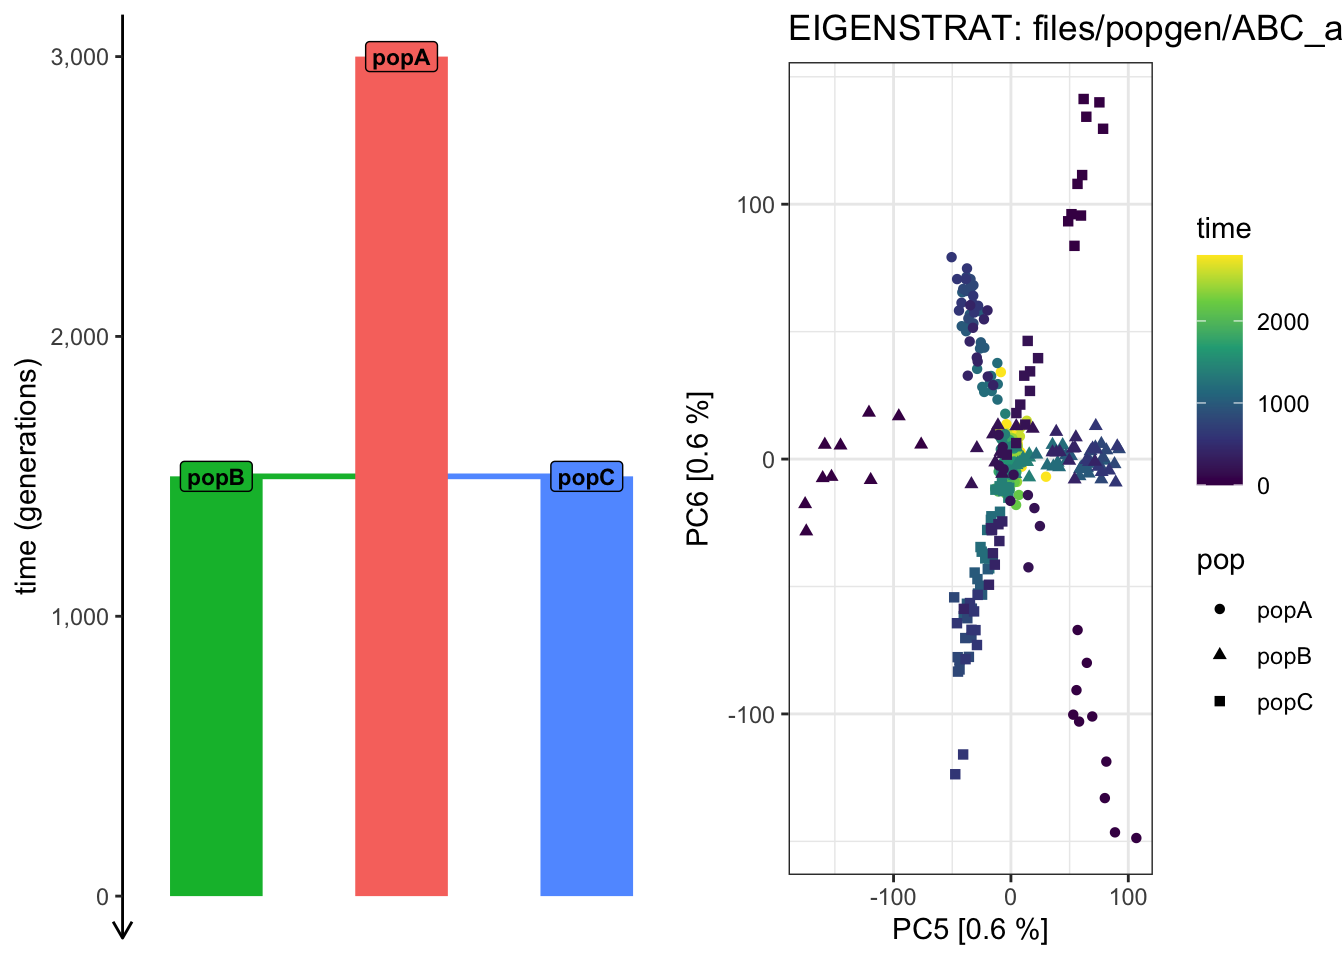 time (generations)
3,000
2,000
1,000
0
popA
popB
popC
EIGENSTRAT: files/popgen/ABC_a
PC6 [0.6 %]
100
0
-100
-100
0
100
PC5 [0.6 %]
time
2000
1000
0
pop
popA
popB
popC